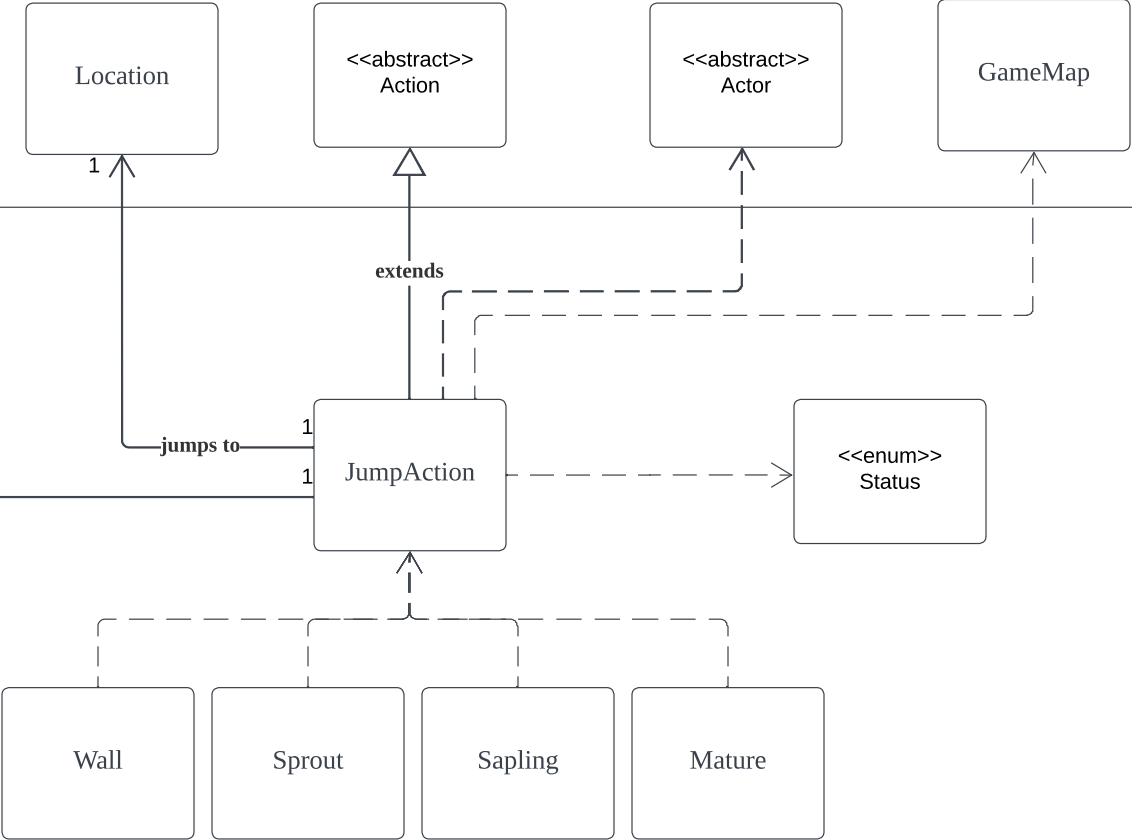 Location
<<abstract>>
Action
<<abstract>>
Actor
GameMap
1
extends
1
jumps to
1
JumpAction
<<enum>>
Status
Wall
Sprout
Sapling
Mature